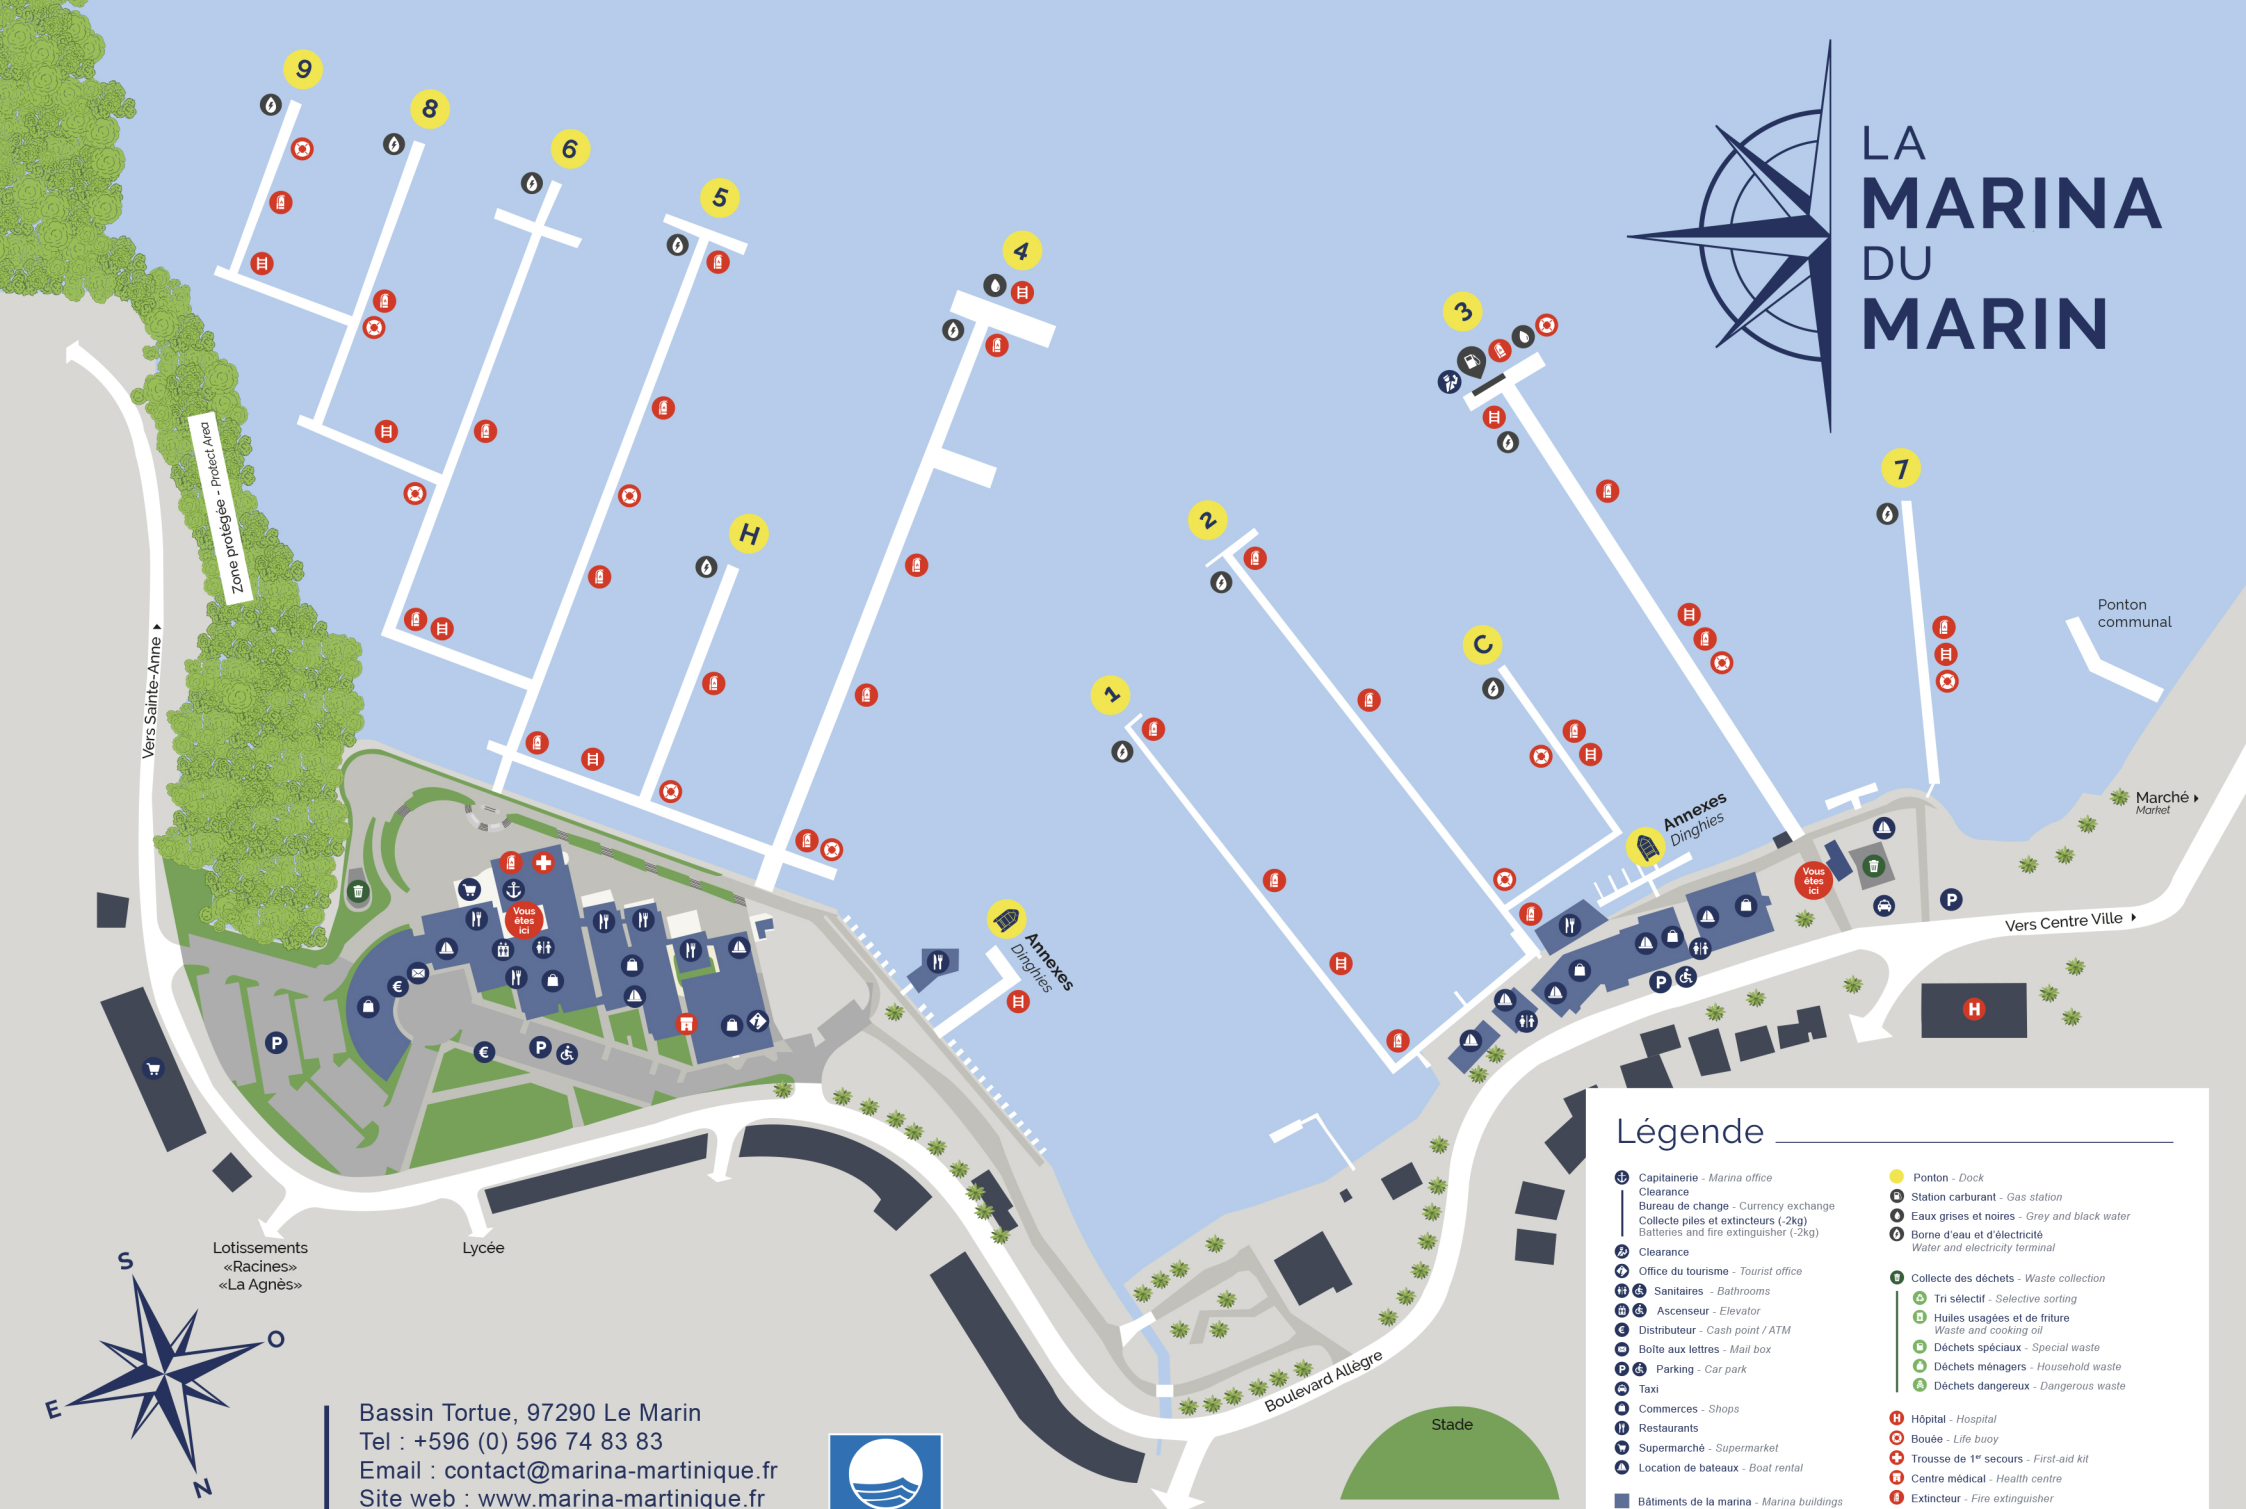 LA
MARINA
DU
MARIN
9
8
6
5
4
3
7
H
2
C
1
Ponton
communal
Zone protégée - Protect Area
Vers Sainte-Anne
Annexes
Dinghies
Marché
Market
Vous
êtes
ici
Vous
êtes
ici
Annexes
Dinghies
Vers Centre Ville
P
P
P
P
€
€
H
Lotissements
«Racines»
«La Agnès»
Lycée
Boulevard Allègre
Stade
S
O
E
N
Bassin Tortue, 97290 Le Marin
Tel : +596 (0) 596 74 83 83
Email : contact@marina-martinique.fr
Site web : www.marina-martinique.fr
Légende
Capitainerie - Marina office
Clearance
Bureau de change - Currency exchange
Collecte piles et extincteurs (-2kg)
Batteries and fire extinguisher (-2kg)
Clearance
Office du tourisme - Tourist office
Sanitaires - Bathrooms
Ascenseur - Elevator
€ Distributeur - Cash point / ATM
Boîte aux lettres - Mail box
P Parking - Car park
Taxi
Commerces - Shops
Restaurants
Supermarché - Supermarket
Location de bateaux - Boat rental
Bâtiments de la marina - Marina buildings
Ponton - Dock
Station carburant - Gas station
Eaux grises et noires - Grey and black water
Borne d'eau et d'électricité
Water and electricity terminal
Collecte des déchets - Waste collection
Tri sélectif - Selective sorting
Huiles usagées et de friture
Waste and cooking oil
Déchets spéciaux - Special waste
Déchets ménagers - Household waste
Déchets dangereux - Dangerous waste
H Hôpital - Hospital
Bouée - Life buoy
Trousse de 1er secours - First-aid kit
Centre médical - Health centre
Extincteur - Fire extinguisher